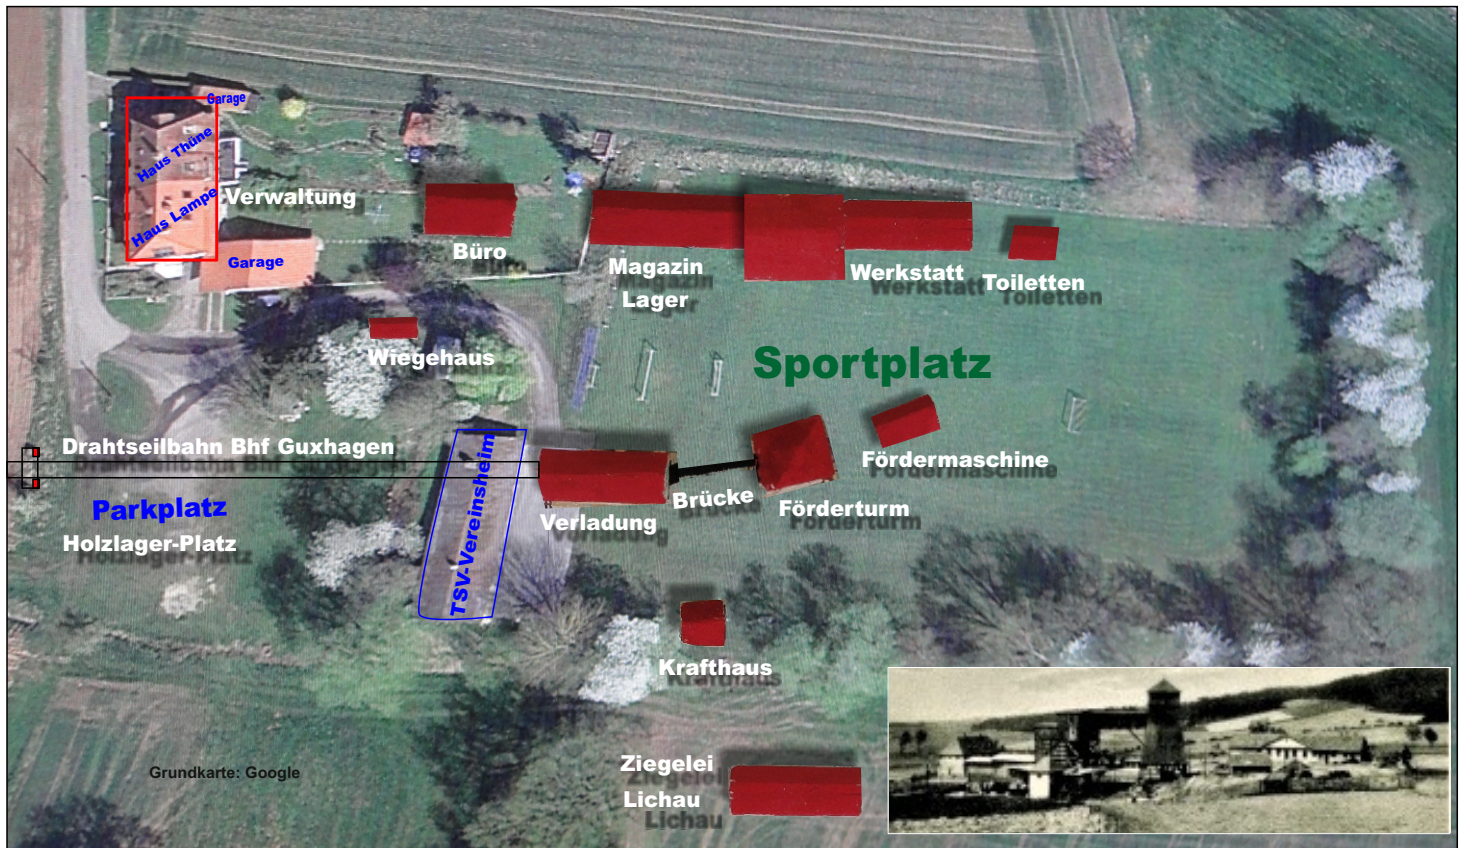 Garage
Haus Thüne
Haus Lampe
Verwaltung
Garage
Büro
Magazin
Lager
Werkstatt
Toiletten
Wiegehaus
Sportplatz
Drahtseilbahn Bhf Guxhagen
TSV-Vereinsheim
Fördermaschine
Parkplatz
Holzlager-Platz
Verladung
Brücke
Förderturm
Krafthaus
Ziegelei
Lichau
Grundkarte: Google